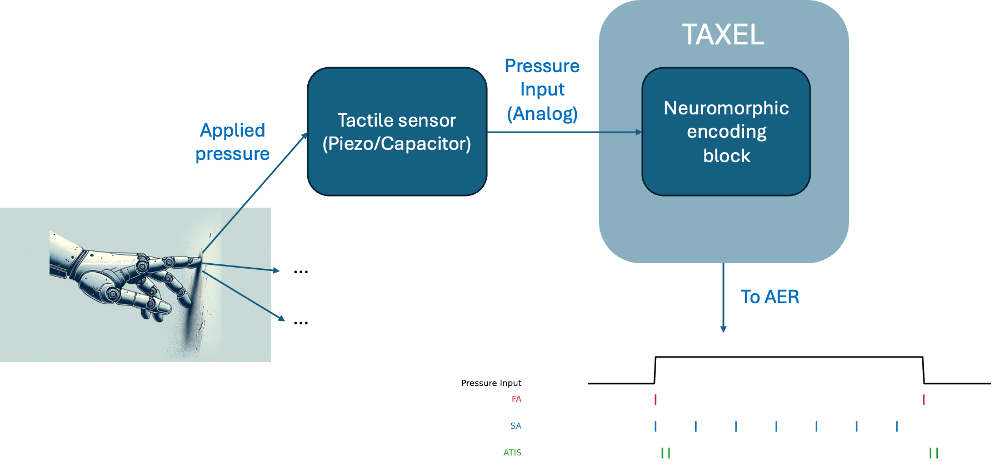 TAXEL
Pressure
Input
(Analog)
Neuromorphic
encoding
block
Tactile sensor
(Piezo/Capacitor)
Applied
pressure
...
...
To AER
Pressure Input
FA
SA
ATIS